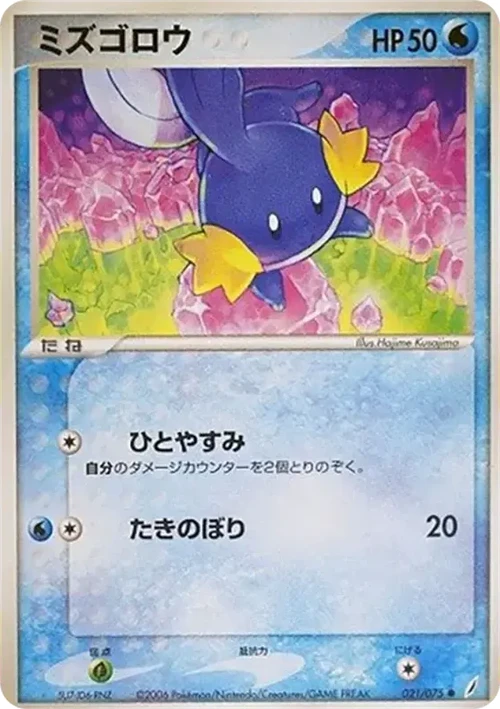 ミズゴロウ HP50
たね Illus. Hajime Kusajima
ひとやすみ
自分のダメージカウンターを2個とりのぞく。
たきのぼり 20
弱点 抵抗力 にげる
©2006 Pokémon/Nintendo/Creatures/GAME FREAK 021/075 ●